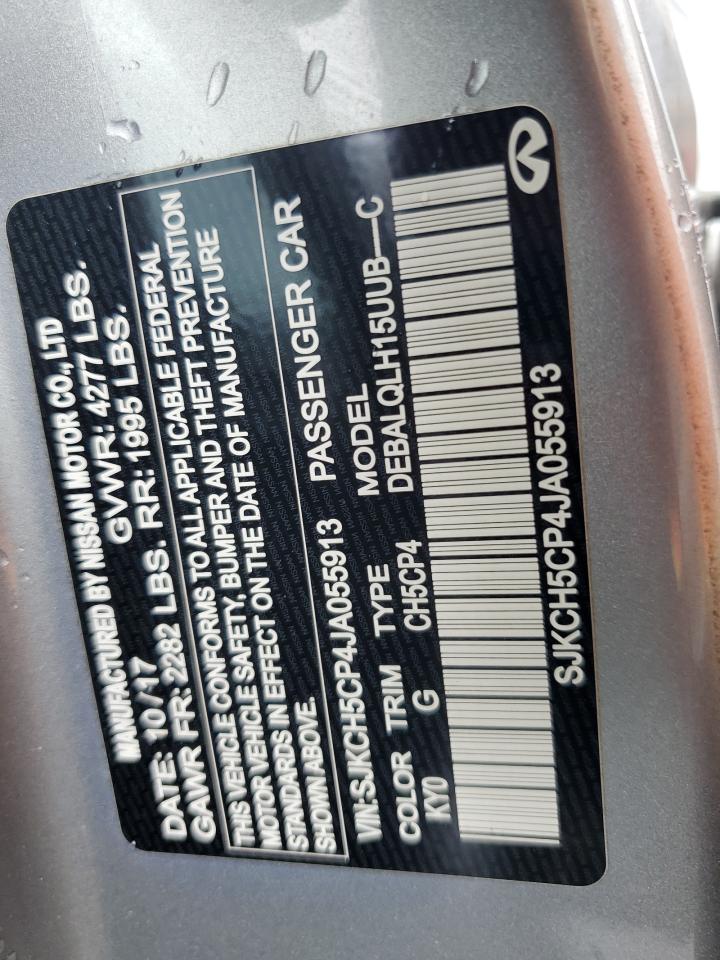 MANUFACTURED BY NISSAN MOTOR CO., LTD
DATE: 10/17 GVWR: 4277 LBS.
GAWR FR: 2282 LBS. RR: 1995 LBS.
THIS VEHICLE CONFORMS TO ALL APPLICABLE FEDERAL
MOTOR VEHICLE SAFETY, BUMPER AND THEFT PREVENTION
STANDARDS IN EFFECT ON THE DATE OF MANUFACTURE
SHOWN ABOVE.
VIN:SJKCH5CP4JA055913 PASSENGER CAR
COLOR TRIM TYPE MODEL
KY0 G CH5CP4 DEBALQLH15UUB—C
SJKCH5CP4JA055913